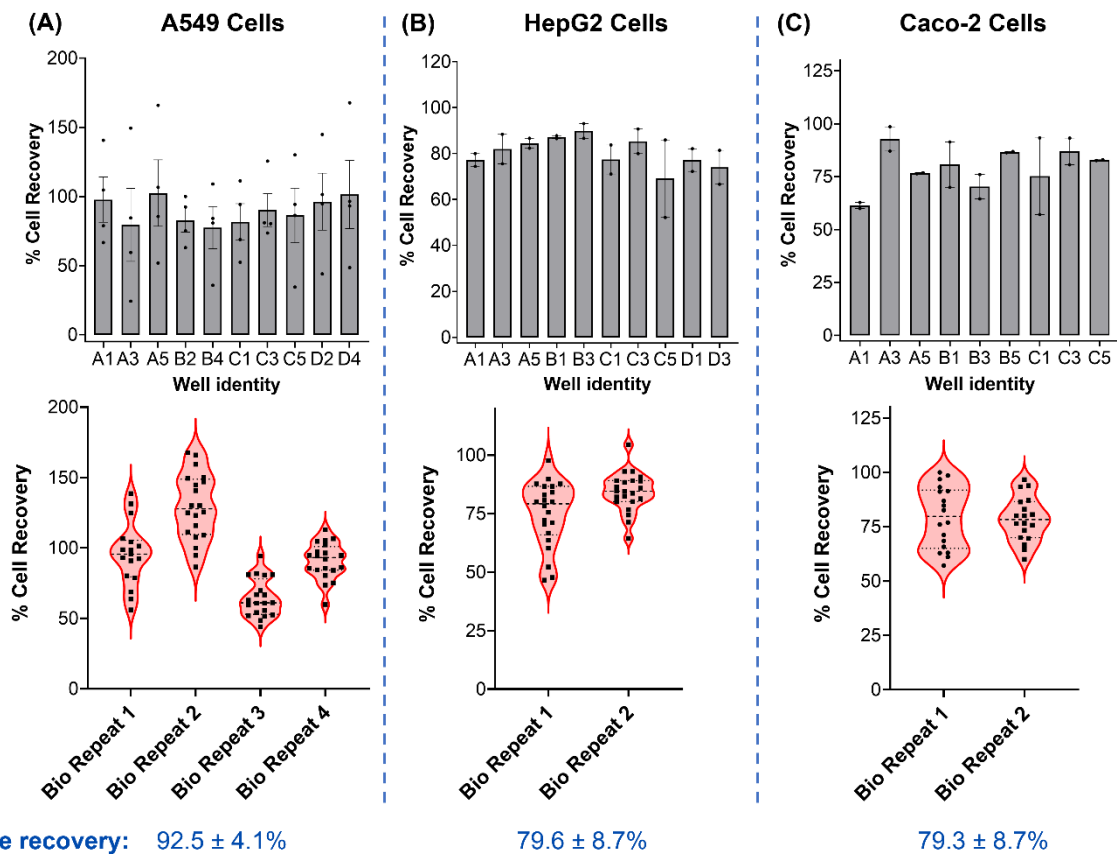 (A) A549 Cells
% Cell Recovery
200
150
100
50
0
A1 A3 A5 B2 B4 C1 C3 C5 D2 D4
Well identity
% Cell Recovery
200
150
100
50
0
Bio Repeat 1 Bio Repeat 2 Bio Repeat 3 Bio Repeat 4
(B) HepG2 Cells
% Cell Recovery
120
100
80
60
40
20
0
A1 A3 A5 B1 B3 C1 C3 C5 D1 D3
Well identity
% Cell Recovery
100
75
50
25
0
Bio Repeat 1 Bio Repeat 2
(C) Caco-2 Cells
% Cell Recovery
125
100
75
50
25
0
A1 A3 A5 B1 B3 B5 C1 C3 C5
Well identity
% Cell Recovery
125
100
75
50
25
0
Bio Repeat 1 Bio Repeat 2
e recovery: 92.5 ± 4.1% 79.6 ± 8.7% 79.3 ± 8.7%